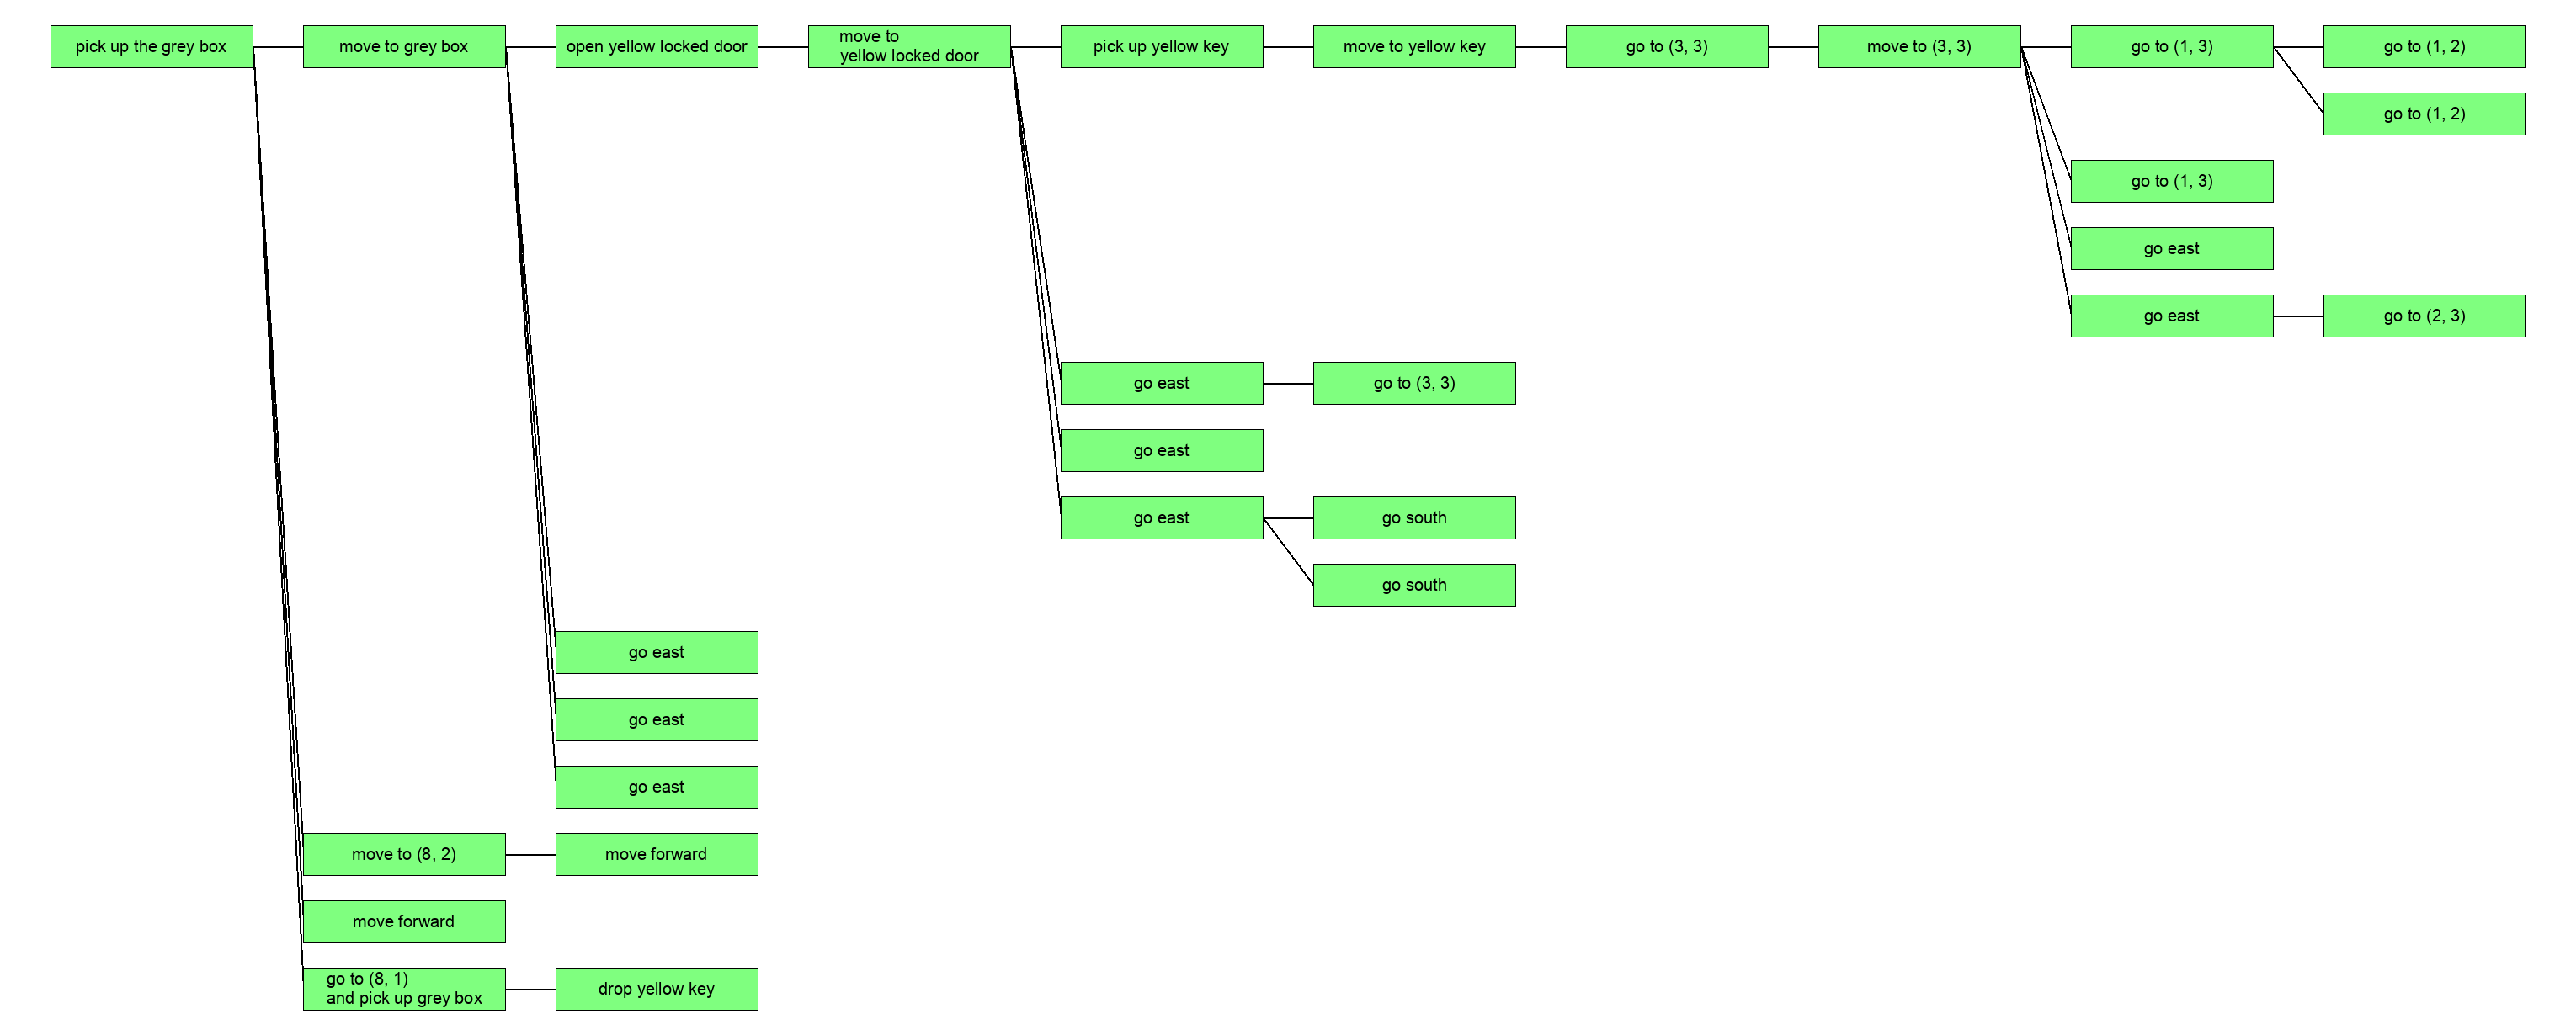 pick up the grey box
move to grey box
open yellow locked door
move to
yellow locked door
pick up yellow key
move to yellow key
go to (3, 3)
move to (3, 3)
go to (1, 3)
go to (1, 2)
go to (1, 2)
go to (1, 3)
go east
go east
go to (2, 3)
go east
go to (3, 3)
go east
go east
go south
go south
go east
go east
go east
move to (8, 2)
move forward
move forward
go to (8, 1)
and pick up grey box
drop yellow key